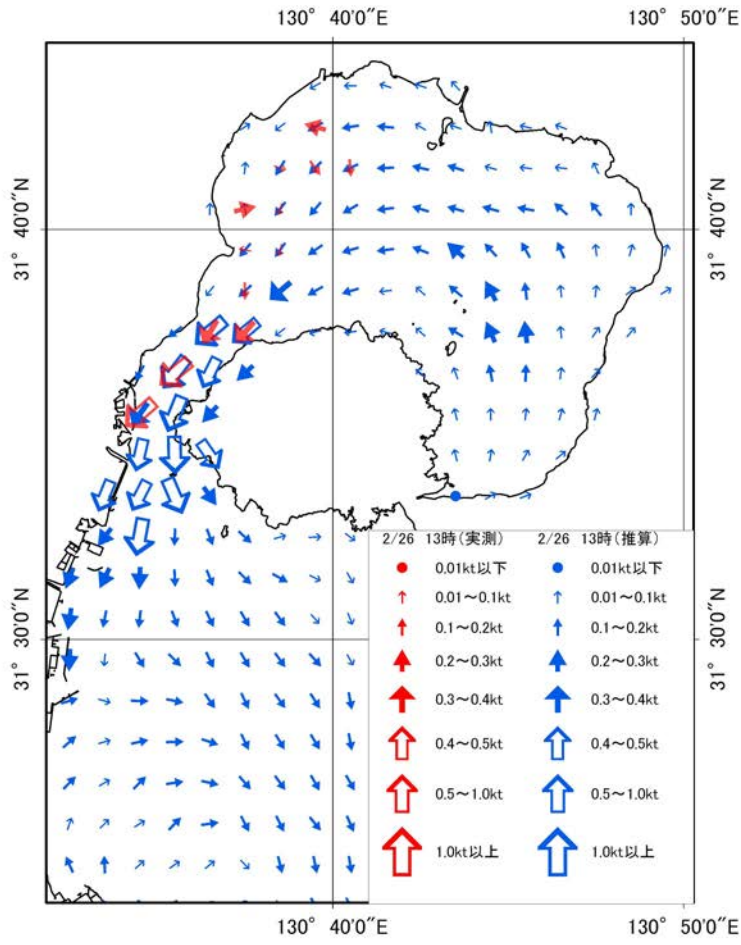 130° 40'0"E 130° 50'0"E
31° 40'0"N
31° 40'0"N
31° 30'0"N
31° 30'0"N
2/26 13時(実測) 2/26 13時(推算)
0.01kt以下 0.01kt以下
0.01～0.1kt 0.01～0.1kt
0.1～0.2kt 0.1～0.2kt
0.2～0.3kt 0.2～0.3kt
0.3～0.4kt 0.3～0.4kt
0.4～0.5kt 0.4～0.5kt
0.5～1.0kt 0.5～1.0kt
1.0kt以上 1.0kt以上
130° 40'0"E 130° 50'0"E